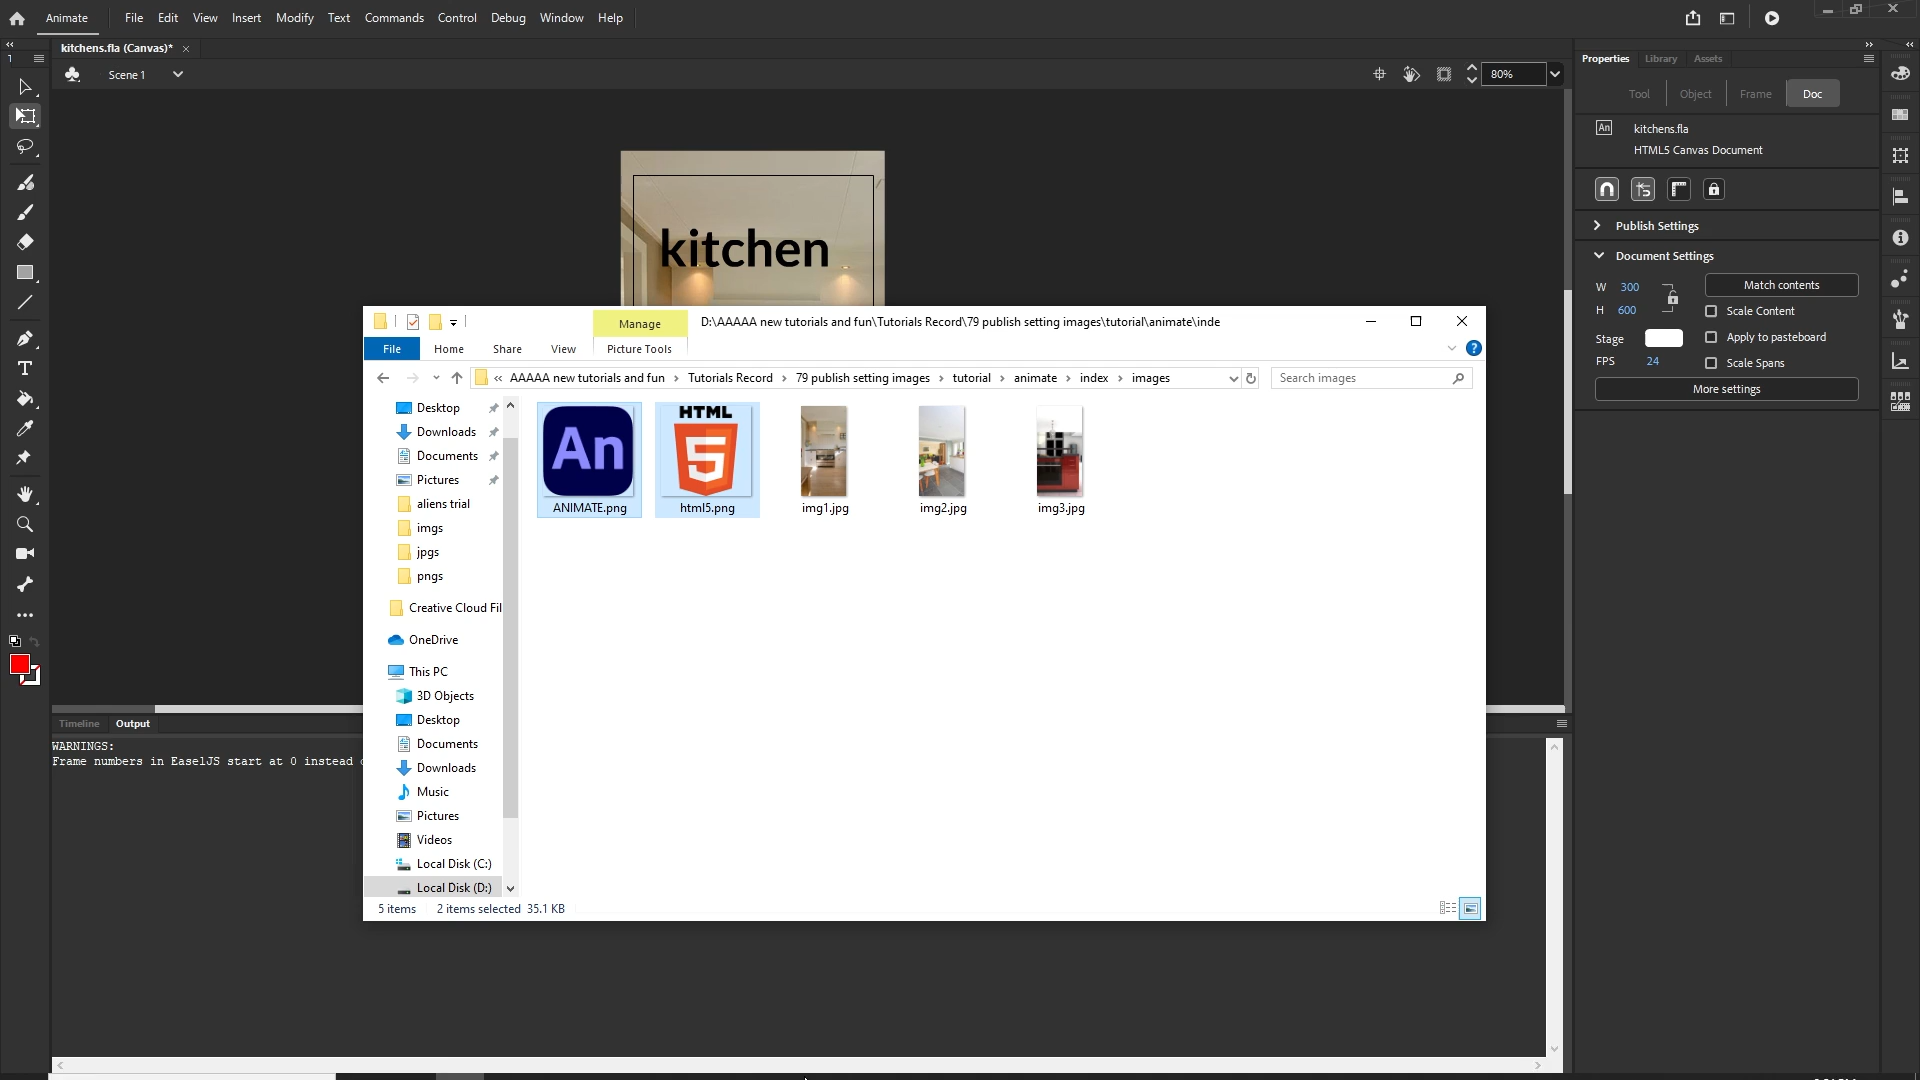 Animate File Edit View Insert Modify Text Commands Control Debug Window Help
kitchens.fla (Canvas)*
1
Scene 1
80%
Properties Library Assets
Tool Object Frame Doc
An kitchens.fla
HTML5 Canvas Document
Publish Settings
Document Settings
W 300 Match contents
H 600 Scale Content
Stage Apply to pasteboard
FPS 24 Scale Spans
More settings
kitchen
Manage D:\AAAAA new tutorials and fun\Tutorials Record\79 publish setting images\tutorial\animate\inde
File Home Share View Picture Tools
« AAAAA new tutorials and fun › Tutorials Record › 79 publish setting images › tutorial › animate › index › images
Search images
Desktop
Downloads
Documents
Pictures
aliens trial
imgs
jpgs
pngs
Creative Cloud Fil
OneDrive
This PC
3D Objects
Desktop
Documents
Downloads
Music
Pictures
Videos
Local Disk (C:)
Local Disk (D:)
An
HTML
5
ANIMATE.png html5.png img1.jpg img2.jpg img3.jpg
5 items 2 items selected 35.1 KB
Timeline Output
WARNINGS:
Frame numbers in EaselJS start at 0 instead